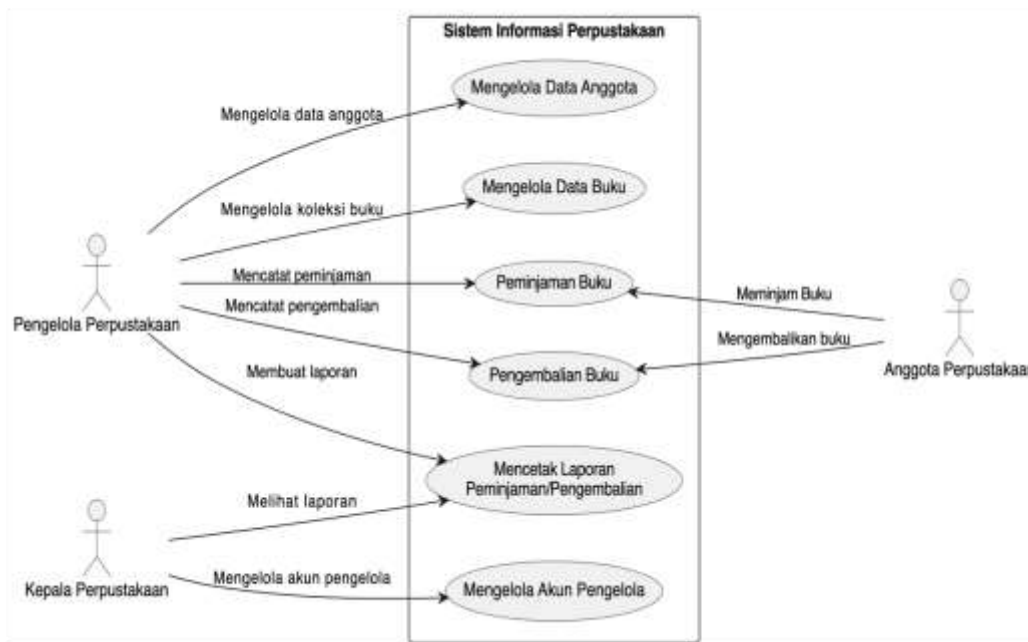 Sistem Informasi Perpustakaan
Mengelola Data Anggota
Mengelola data anggota
Mengelola Data Buku
Mengelola koleksi buku
Mencatat peminjaman
Peminjaman Buku
Meminjam Buku
Mencatat pengembalian
Pengelola Perpustakaan
Mengembalikan buku
Membuat laporan
Pengembalian Buku
Anggota Perpustakaan
Mencetak Laporan
Peminjaman/Pengembalian
Melihat laporan
Kepala Perpustakaan
Mengelola akun pengelola
Mengelola Akun Pengelola